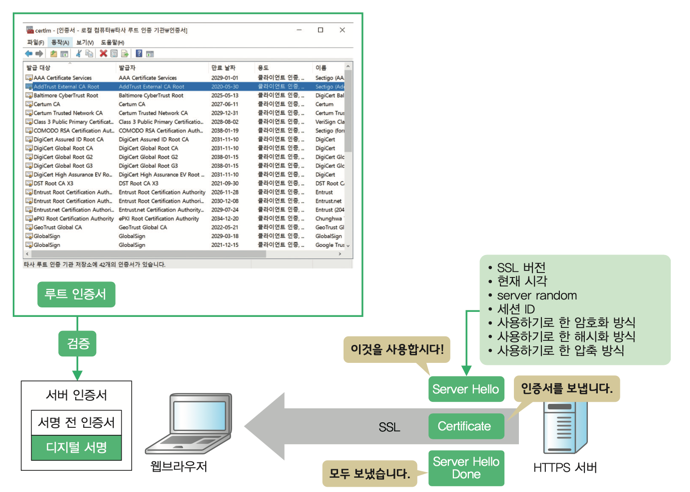 certlm - [인증서 - 로컬 컴퓨터₩타사 루트 인증 기관₩인증서]
파일(F) 동작(A) 보기(V) 도움말(H)
발급 대상 발급자 만료 날짜 용도 이름
AAA Certificate Services AAA Certificate Services 2029-01-01 클라이언트 인증, ... Sectigo (AA
AddTrust External CA Root AddTrust External CA Root 2020-05-30 클라이언트 인증, ... Sectigo (Ad
Baltimore CyberTrust Root Baltimore CyberTrust Root 2025-05-13 클라이언트 인증, ... DigiCert Bal
Certum CA Certum CA 2027-06-11 클라이언트 인증, ... Certum
Certum Trusted Network CA Certum Trusted Network CA 2029-12-31 클라이언트 인증, ... Certum Trus
Class 3 Public Primary Certificat... Class 3 Public Primary Certificatio... 2028-08-02 클라이언트 인증, ... VeriSign Cla
COMODO RSA Certification Aut... COMODO RSA Certification Auth... 2038-01-19 클라이언트 인증, ... Sectigo (for
DigiCert Assured ID Root CA DigiCert Assured ID Root CA 2031-11-10 클라이언트 인증, ... DigiCert
DigiCert Global Root CA DigiCert Global Root CA 2031-11-10 클라이언트 인증, ... DigiCert
DigiCert Global Root G2 DigiCert Global Root G2 2038-01-15 클라이언트 인증, ... DigiCert Glo
DigiCert Global Root G3 DigiCert Global Root G3 2038-01-15 클라이언트 인증, ... DigiCert Glo
DigiCert High Assurance EV Ro... DigiCert High Assurance EV Root ... 2031-11-10 클라이언트 인증, ... DigiCert
DST Root CA X3 DST Root CA X3 2021-09-30 클라이언트 인증, ... DST Root C
Entrust Root Certification Auth... Entrust Root Certification Authority 2026-11-28 클라이언트 인증, ... Entrust
Entrust Root Certification Authori... Entrust Root Certification Authori... 2030-12-08 클라이언트 인증, ... Entrust.net
Entrust.net Certification Authori... Entrust.net Certification Authority... 2029-07-24 클라이언트 인증, ... Entrust (204
ePKI Root Certification Authority ePKI Root Certification Authority 2034-12-20 클라이언트 인증, ... Chunghwa
GeoTrust Global CA GeoTrust Global CA 2022-05-21 클라이언트 인증, ... GeoTrust Gl
GlobalSign GlobalSign 2029-03-18 클라이언트 인증, ... GlobalSign
GlobalSign GlobalSign 2021-12-15 클라이언트 인증, ... Google Trus
타사 루트 인증 기관 저장소에 42개의 인증서가 있습니다.
루트 인증서
검증
서버 인증서
서명 전 인증서
디지털 서명
웹브라우저
• SSL 버전
• 현재 시각
• server random
• 세션 ID
• 사용하기로 한 암호화 방식
• 사용하기로 한 해시화 방식
• 사용하기로 한 압축 방식
이것을 사용합시다!
Server Hello
인증서를 보냅니다.
SSL
Certificate
모두 보냈습니다.
Server Hello
Done
HTTPS 서버